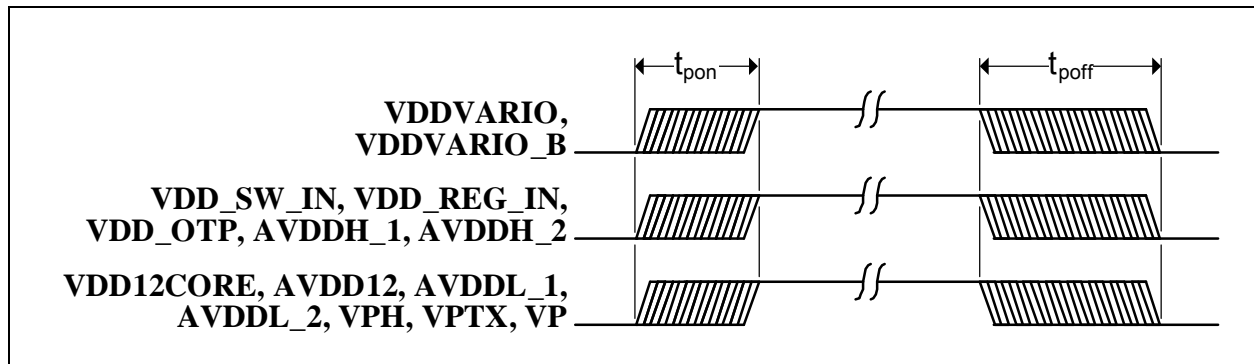 tpon
tpoff
VDDVARIO,
VDDVARIO_B
VDD_SW_IN, VDD_REG_IN,
VDD_OTP, AVDDH_1, AVDDH_2
VDD12CORE, AVDD12, AVDDL_1,
AVDDL_2, VPH, VPTX, VP